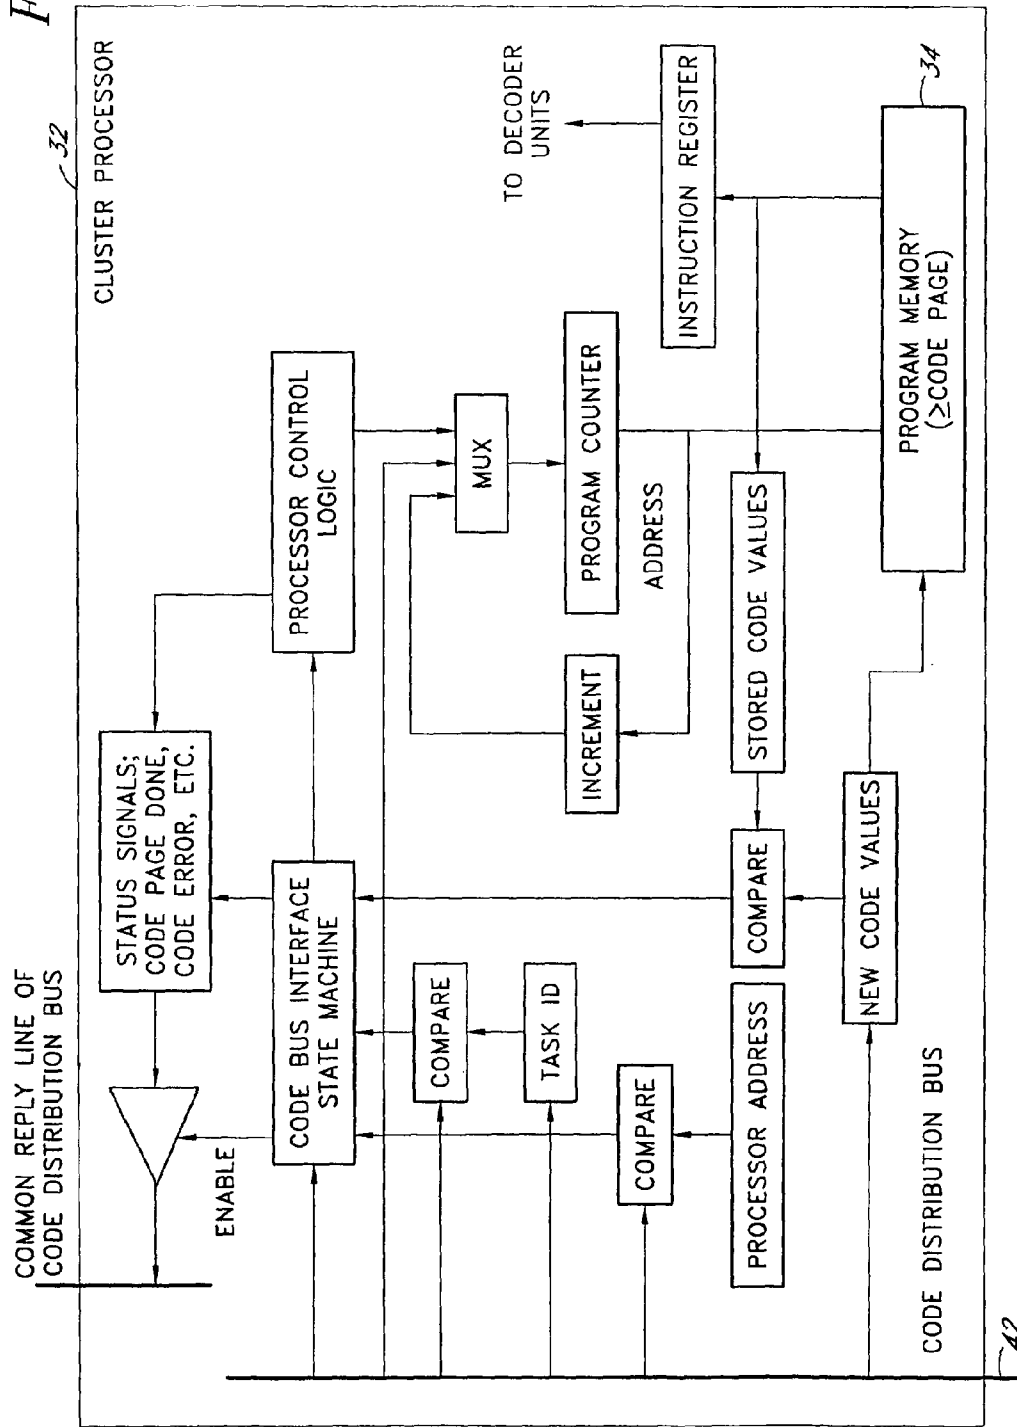 F
COMMON REPLY LINE OF
CODE DISTRIBUTION BUS
32
CLUSTER PROCESSOR
ENABLE
STATUS SIGNALS;
CODE PAGE DONE,
CODE ERROR, ETC.
CODE BUS INTERFACE
STATE MACHINE
PROCESSOR CONTROL
LOGIC
COMPARE
MUX
TO DECODER
UNITS
TASK ID
INCREMENT
PROGRAM COUNTER
COMPARE
ADDRESS
INSTRUCTION REGISTER
PROCESSOR ADDRESS
COMPARE
STORED CODE VALUES
NEW CODE VALUES
PROGRAM MEMORY
(≥CODE PAGE)
34
CODE DISTRIBUTION BUS
42